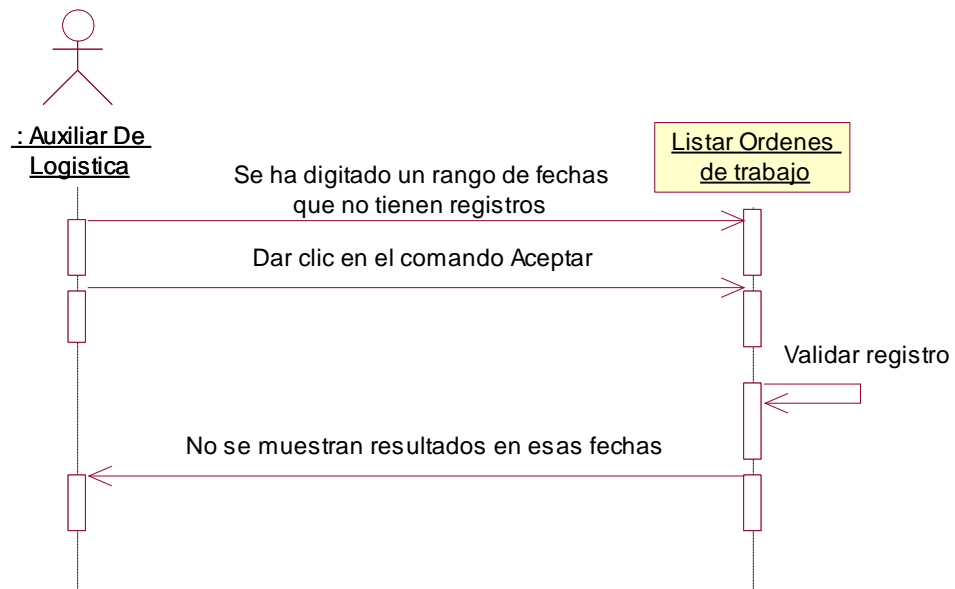 : Auxiliar De
Logistica
Listar Ordenes
de trabajo
Se ha digitado un rango de fechas
que no tienen registros
Dar clic en el comando Aceptar
Validar registro
No se muestran resultados en esas fechas